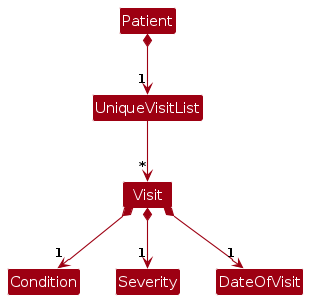 Patient
1
UniqueVisitList
*
Visit
1 1 1
Condition Severity DateOfVisit